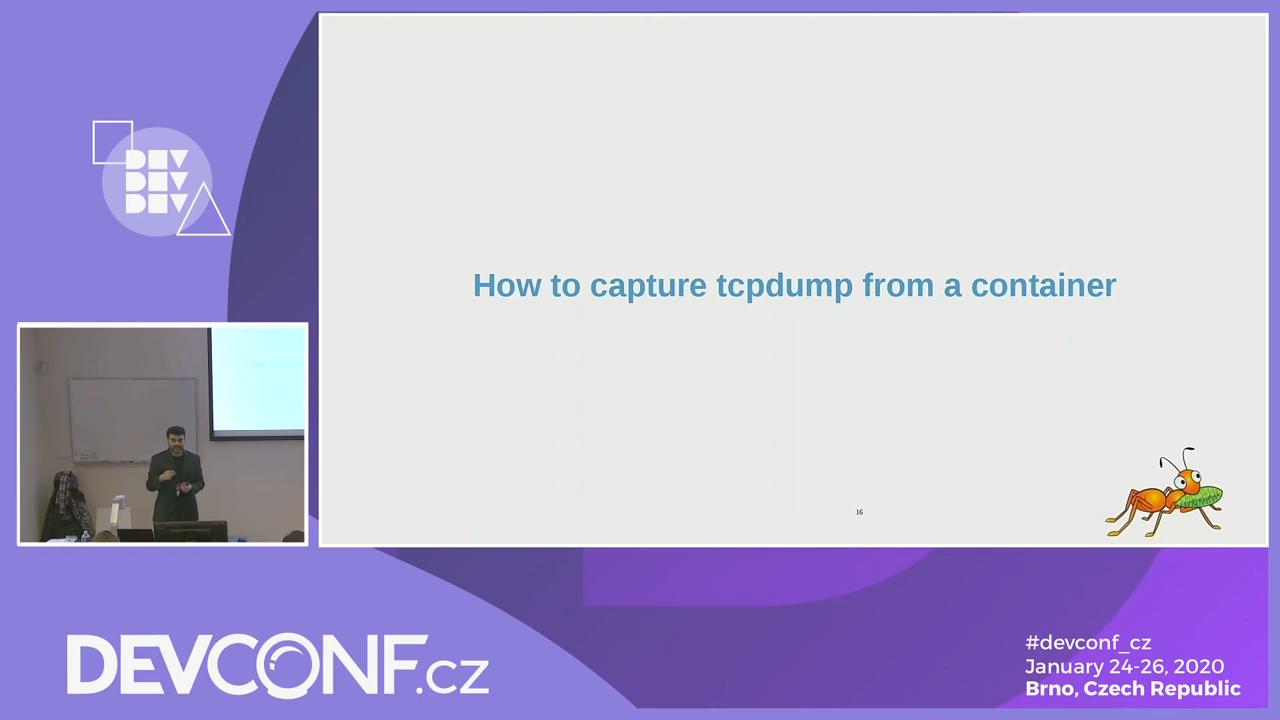 DEV
DEV
DEV
How to capture tcpdump from a container
16
DEVCONF.cz
#devconf_cz
January 24-26, 2020
Brno, Czech Republic